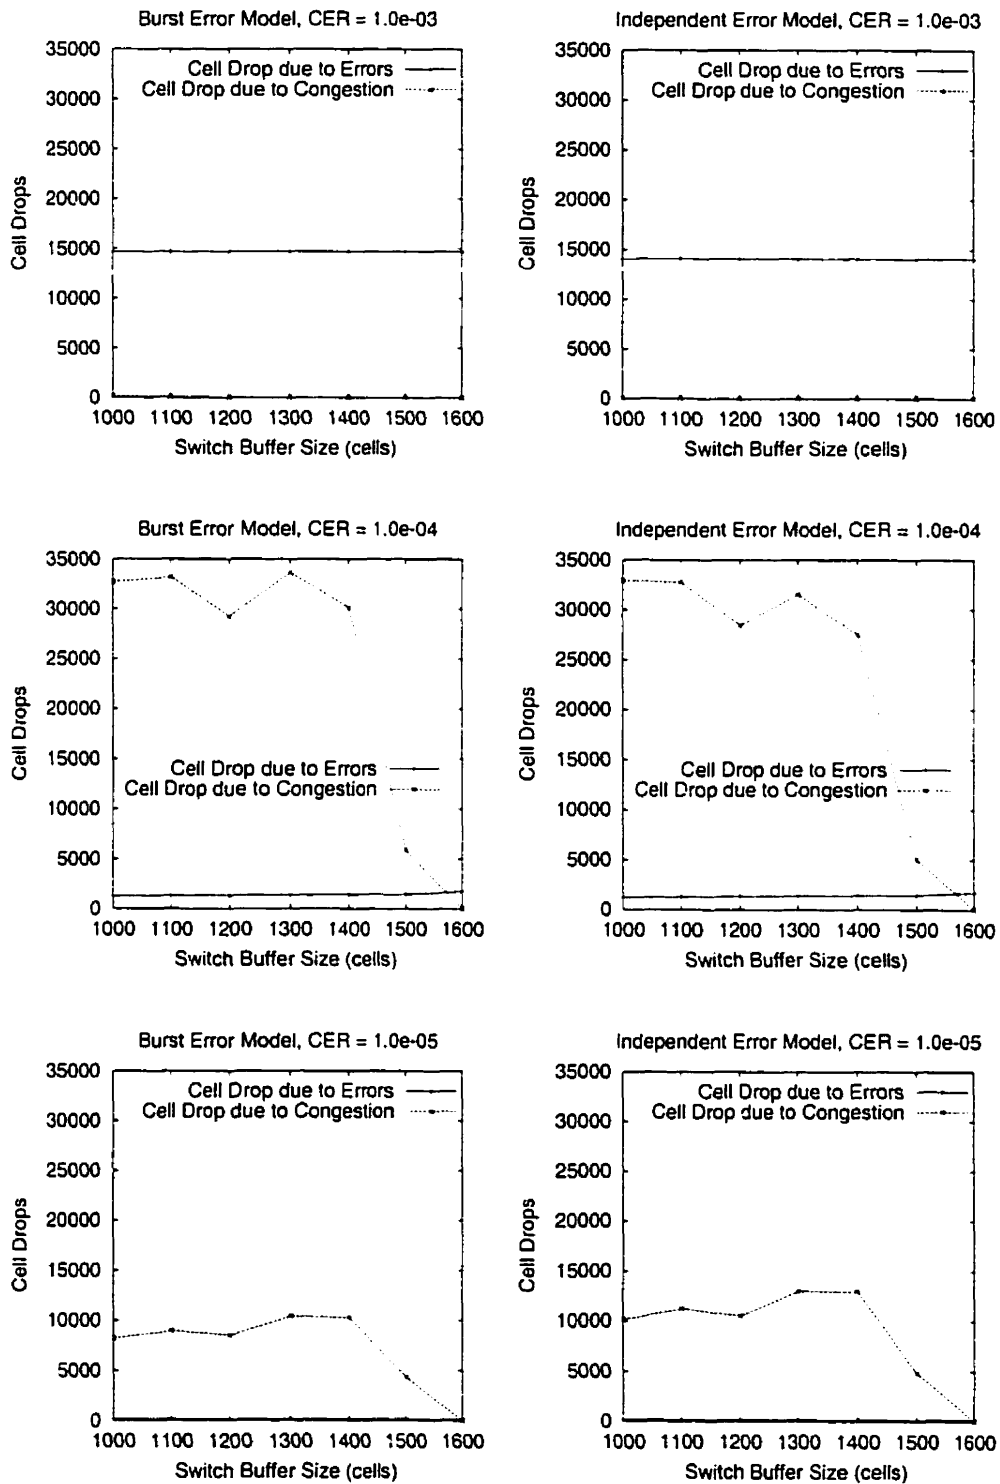 Burst Error Model, CER = 1.0e-03
35000
30000
25000
20000
15000
10000
5000
0
Cell Drop due to Errors
Cell Drop due to Congestion
Cell Drops
1000 1100 1200 1300 1400 1500 1600
Switch Buffer Size (cells)
Independent Error Model, CER = 1.0e-03
35000
30000
25000
20000
15000
10000
5000
0
Cell Drop due to Errors
Cell Drop due to Congestion
Cell Drops
1000 1100 1200 1300 1400 1500 1600
Switch Buffer Size (cells)
Burst Error Model, CER = 1.0e-04
35000
30000
25000
20000
15000
10000
5000
0
Cell Drop due to Errors
Cell Drop due to Congestion
Cell Drops
1000 1100 1200 1300 1400 1500 1600
Switch Buffer Size (cells)
Independent Error Model, CER = 1.0e-04
35000
30000
25000
20000
15000
10000
5000
0
Cell Drop due to Errors
Cell Drop due to Congestion
Cell Drops
1000 1100 1200 1300 1400 1500 1600
Switch Buffer Size (cells)
Burst Error Model, CER = 1.0e-05
35000
30000
25000
20000
15000
10000
5000
0
Cell Drop due to Errors
Cell Drop due to Congestion
Cell Drops
1000 1100 1200 1300 1400 1500 1600
Switch Buffer Size (cells)
Independent Error Model, CER = 1.0e-05
35000
30000
25000
20000
15000
10000
5000
0
Cell Drop due to Errors
Cell Drop due to Congestion
Cell Drops
1000 1100 1200 1300 1400 1500 1600
Switch Buffer Size (cells)